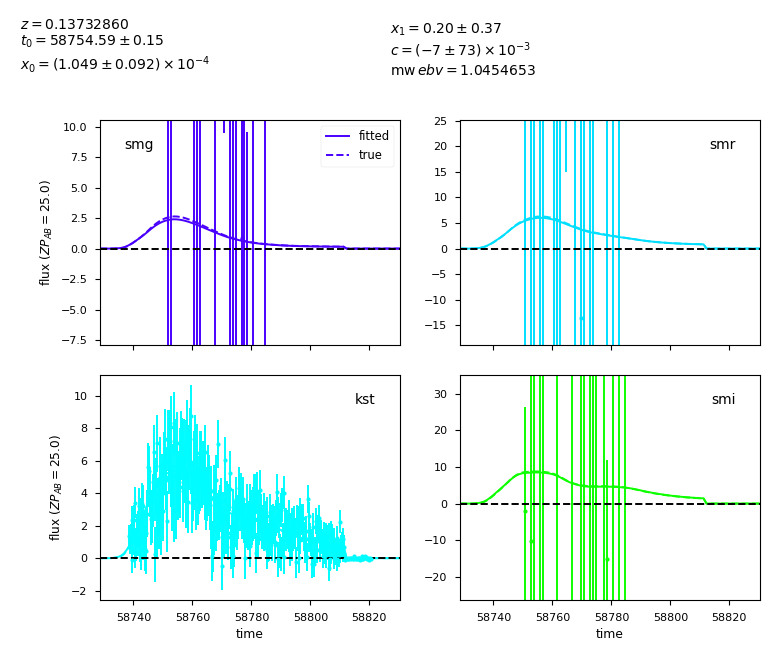 z = 0.13732860
t₀ = 58754.59 ± 0.15
x₀ = (1.049 ± 0.092) × 10⁻⁴
x₁ = 0.20 ± 0.37
c = (−7 ± 73) × 10⁻³
mw ebv = 1.0454653
smg
fitted
true
10.0
7.5
5.0
2.5
0.0
−2.5
−5.0
−7.5
flux (ZP_AB = 25.0)
smr
25
20
15
10
5
0
−5
−10
−15
kst
10
8
6
4
2
0
−2
flux (ZP_AB = 25.0)
58740 58760 58780 58800 58820
time
smi
30
20
10
0
−10
−20
58740 58760 58780 58800 58820
time